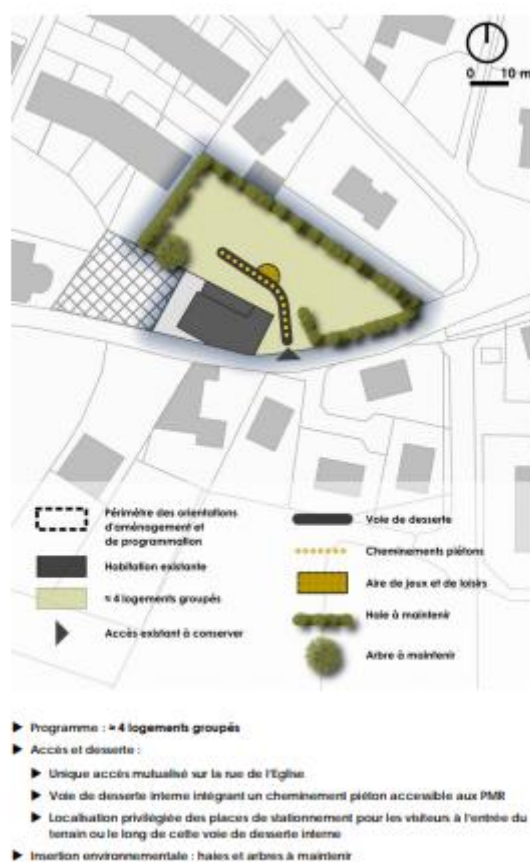 0 10 m
Périmètre des orientations
d'aménagement et
de programmation
Habitation existante
≈ 4 logements groupés
Accès existant à conserver
Voie de desserte
Cheminements piétons
Aire de jeux et de loisirs
Haie à maintenir
Arbre à maintenir
► Programme : ≈ 4 logements groupés
► Accès et desserte :
► Unique accès mutualisé sur la rue de l'Eglise
► Voie de desserte interne intégrant un cheminement piéton accessible aux PMR
► Localisation privilégiée des places de stationnement pour les visiteurs à l'entrée du
terrain ou le long de cette voie de desserte interne
► Insertion environnementale : haies et arbres à maintenir